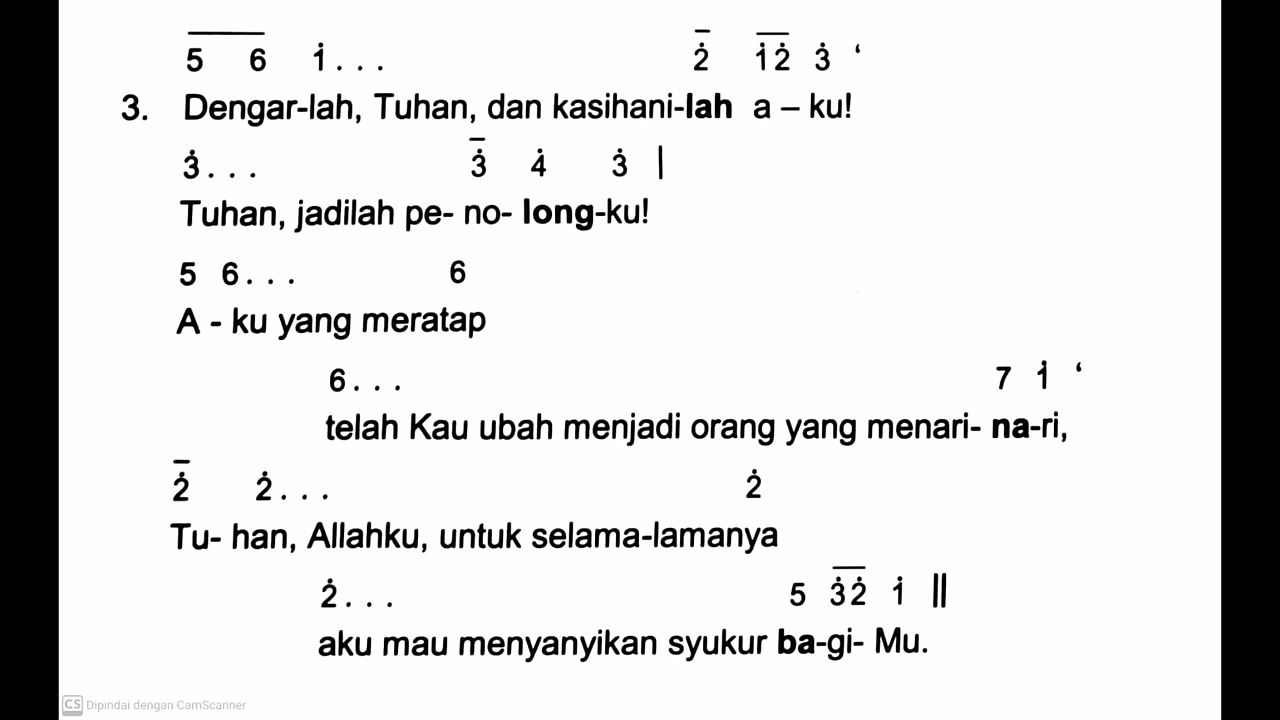 5 6 1̇ . . . 2̇ 1̇2̇ 3̇ ‘
3. Dengar-lah, Tuhan, dan kasihani-lah a – ku!
3̇ . . . 3̇ 4̇ 3̇ |
Tuhan, jadilah pe- no- long-ku!
5 6 . . . 6
A - ku yang meratap
6 . . . 7 1̇ ‘
telah Kau ubah menjadi orang yang menari- na-ri,
2̇ 2̇ . . . 2̇
Tu- han, Allahku, untuk selama-lamanya
2̇ . . . 5 3̇2̇ 1̇ ||
aku mau menyanyikan syukur ba-gi- Mu.
CS Dipindai dengan CamScanner